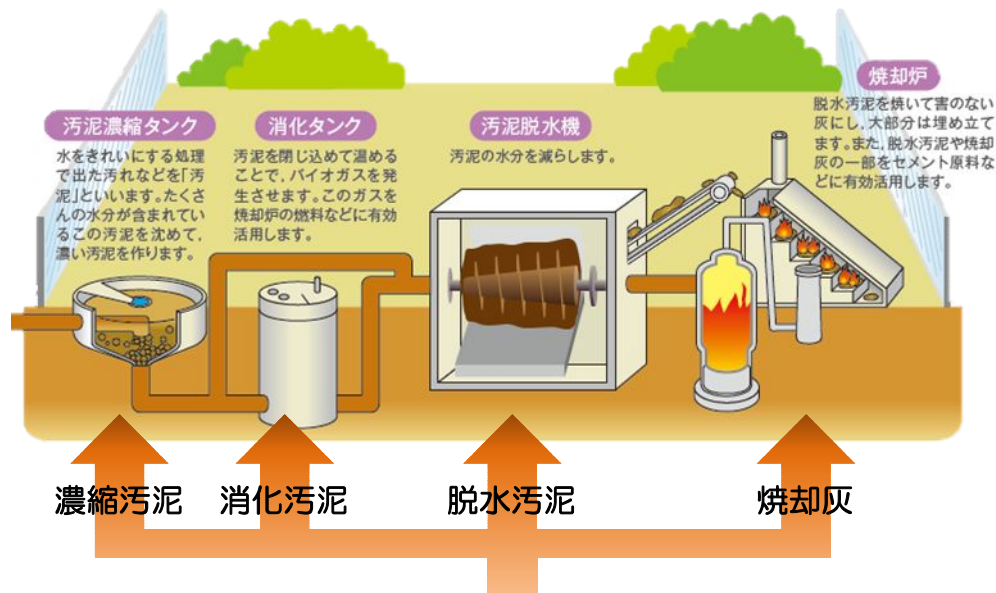 汚泥濃縮タンク
水をきれいにする処理
で出た汚れなどを「汚
泥」といいます。たくさ
んの水分が含まれてい
るこの汚泥を沈めて、
濃い汚泥を作ります。
消化タンク
汚泥を閉じ込めて温める
ことで、バイオガスを発
生させます。このガスを
焼却炉の燃料などに有効
活用します。
汚泥脱水機
汚泥の水分を減らします。
焼却炉
脱水汚泥を焼いて害のない
灰にし、大部分は埋め立て
ます。また、脱水汚泥や焼却
灰の一部をセメント原料な
どに有効活用します。
濃縮汚泥
消化汚泥
脱水汚泥
焼却灰